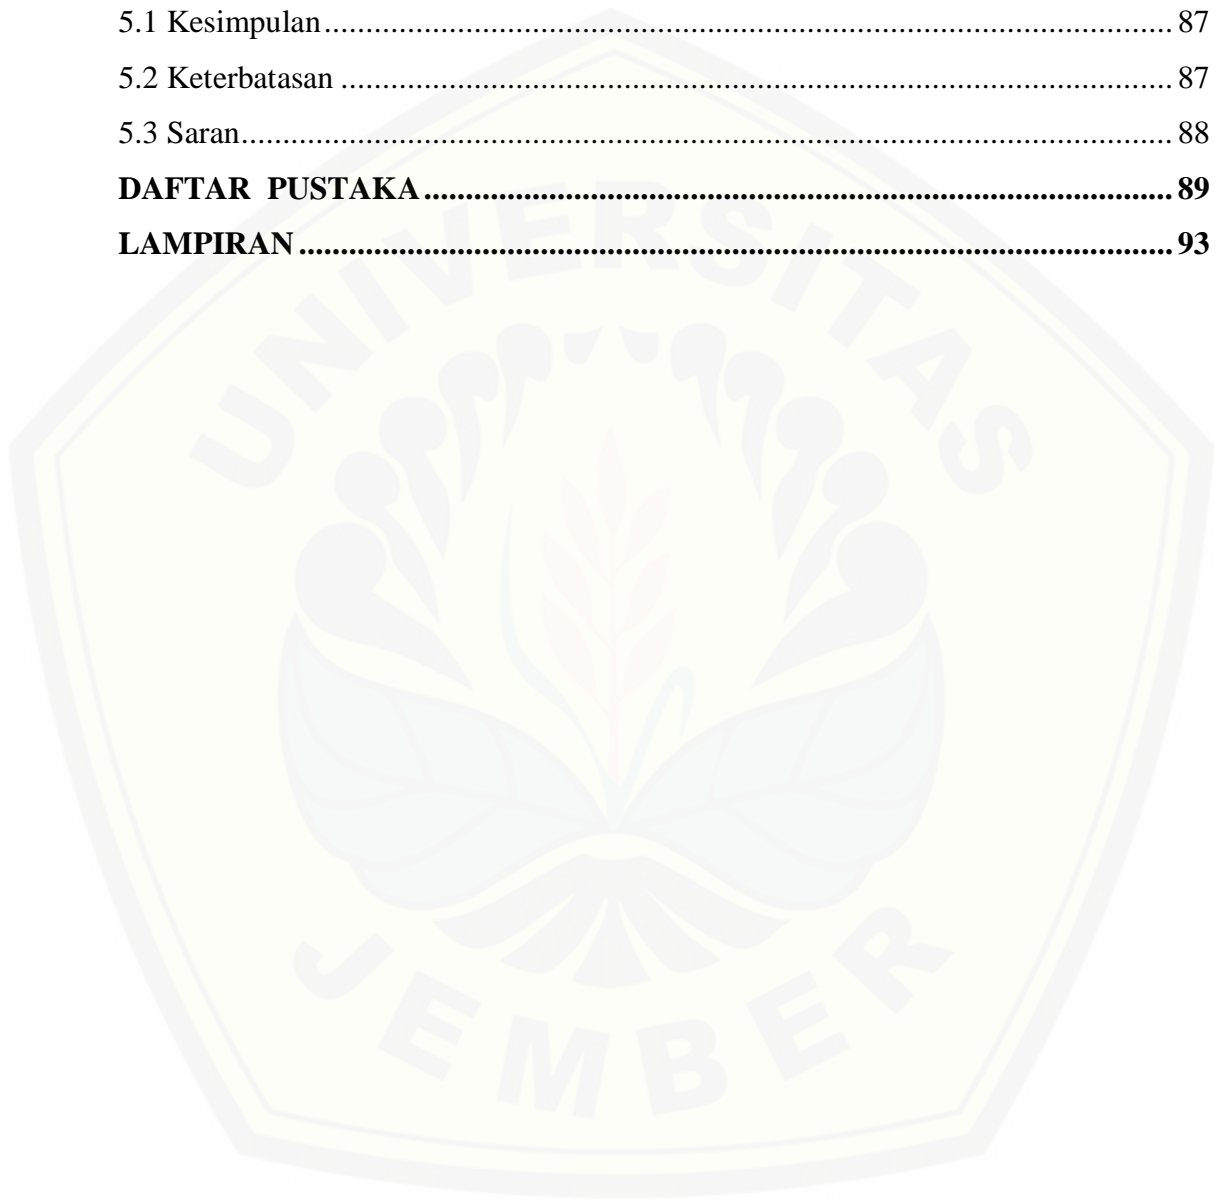 5.1 Kesimpulan........................................................................................................ 87
5.2 Keterbatasan ...................................................................................................... 87
5.3 Saran.................................................................................................................. 88
DAFTAR PUSTAKA............................................................................................ 89
LAMPIRAN........................................................................................................... 93
UNIVERSITAS
JEMBER